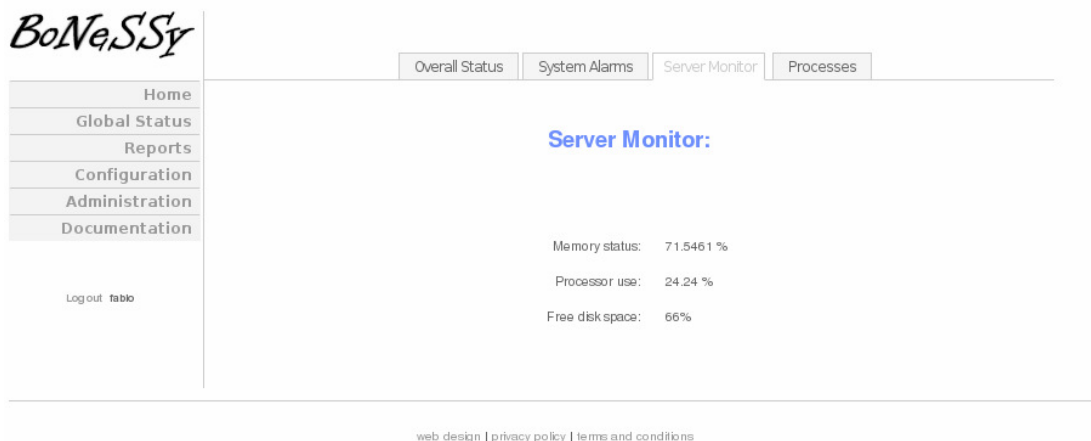 BoNeSSy
Overall Status System Alarms Server Monitor Processes
Home
Global Status
Reports
Configuration
Administration
Documentation
Logout fabio
Server Monitor:
Memory status: 71.5461 %
Processor use: 24.24 %
Free disk space: 66%
web design | privacy policy | terms and conditions